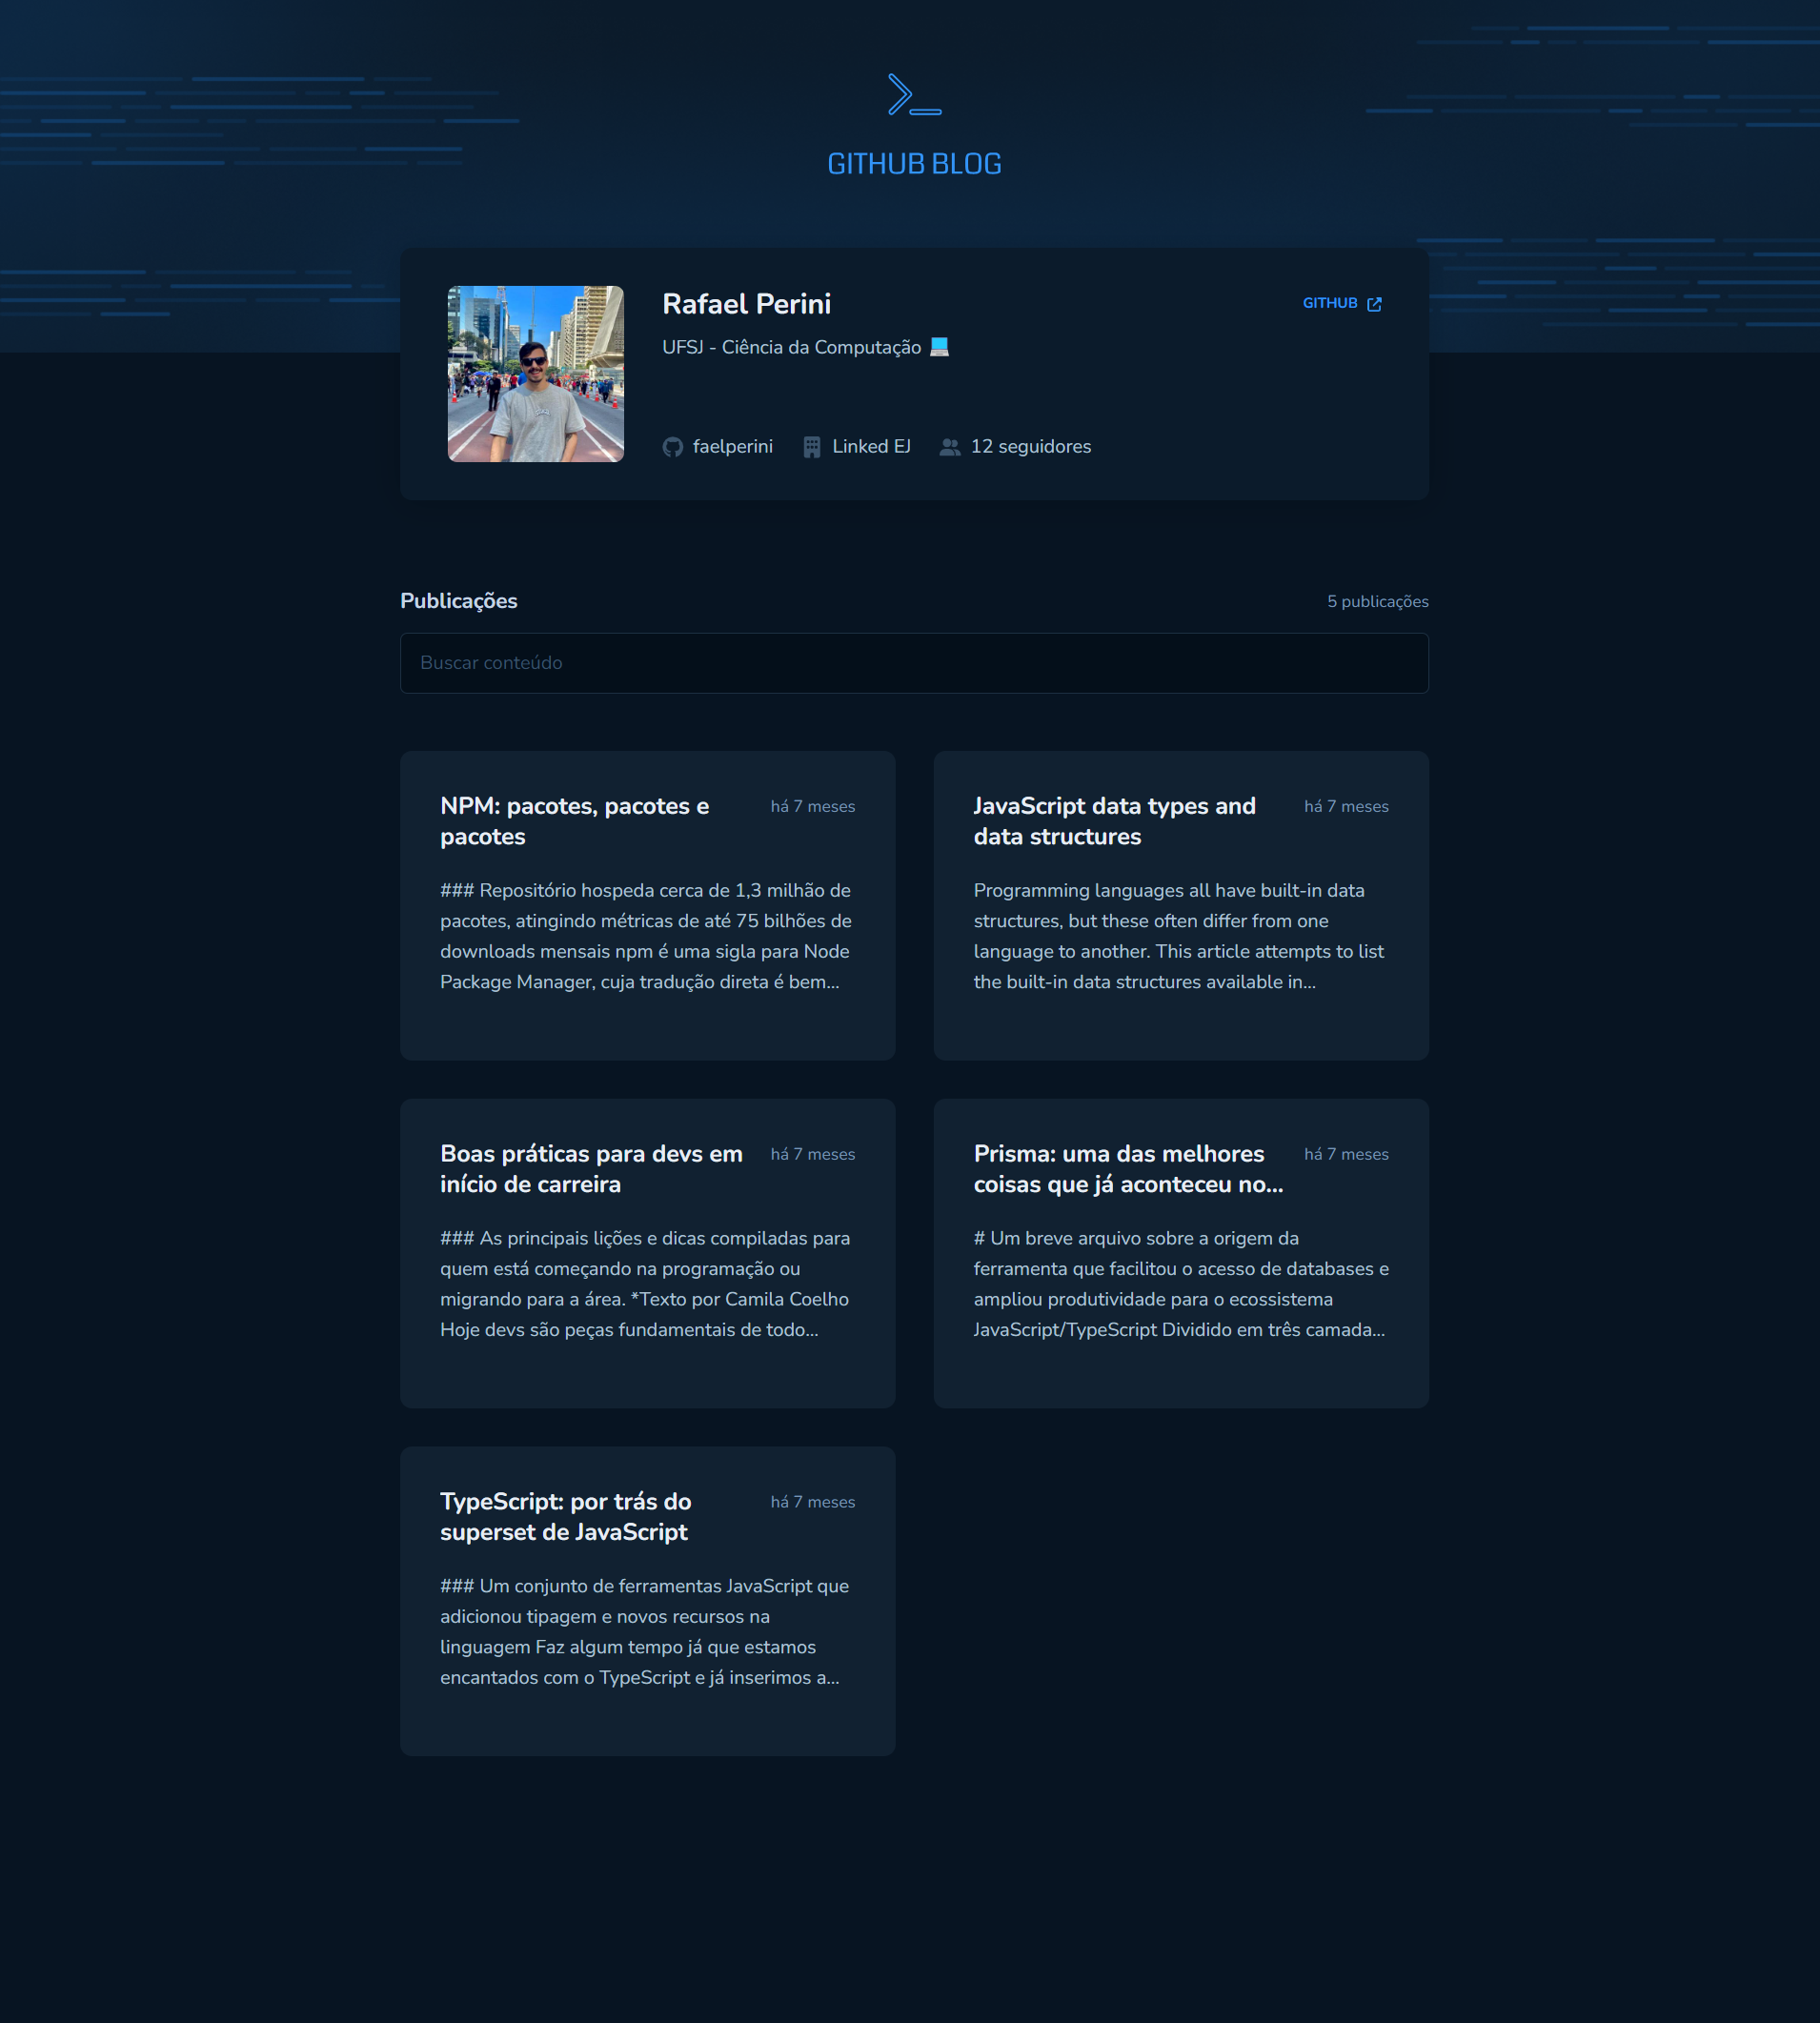 GITHUB BLOG
Rafael Perini
GITHUB
UFSJ - Ciência da Computação 💻
faelperini
Linked EJ
12 seguidores
Publicações
5 publicações
Buscar conteúdo
NPM: pacotes, pacotes e
pacotes
há 7 meses
### Repositório hospeda cerca de 1,3 milhão de
pacotes, atingindo métricas de até 75 bilhões de
downloads mensais npm é uma sigla para Node
Package Manager, cuja tradução direta é bem...
JavaScript data types and
data structures
há 7 meses
Programming languages all have built-in data
structures, but these often differ from one
language to another. This article attempts to list
the built-in data structures available in...
Boas práticas para devs em
início de carreira
há 7 meses
### As principais lições e dicas compiladas para
quem está começando na programação ou
migrando para a área. *Texto por Camila Coelho
Hoje devs são peças fundamentais de todo...
Prisma: uma das melhores
coisas que já aconteceu no...
há 7 meses
# Um breve arquivo sobre a origem da
ferramenta que facilitou o acesso de databases e
ampliou produtividade para o ecossistema
JavaScript/TypeScript Dividido em três camada...
TypeScript: por trás do
superset de JavaScript
há 7 meses
### Um conjunto de ferramentas JavaScript que
adicionou tipagem e novos recursos na
linguagem Faz algum tempo já que estamos
encantados com o TypeScript e já inserimos a...